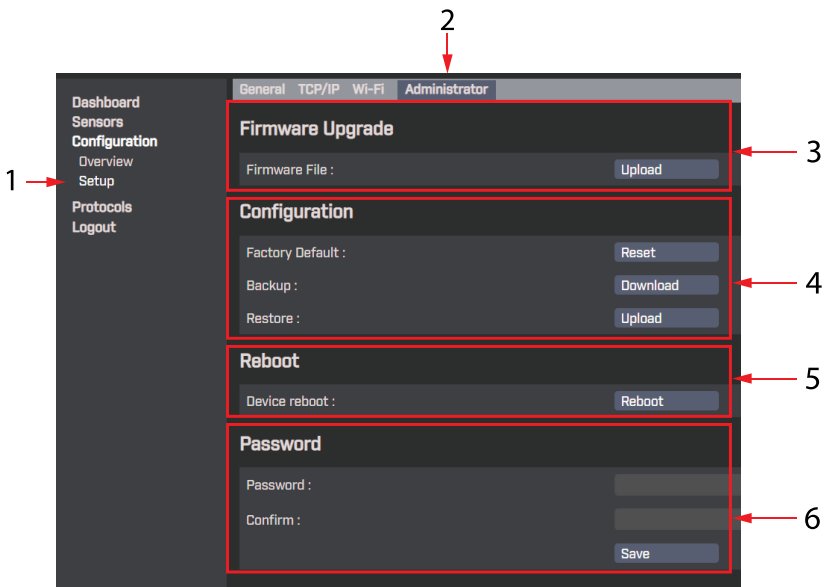 2
General TCP/IP Wi-Fi Administrator
Dashboard
Sensors
Configuration
Overview
1
Setup
Protocols
Logout
Firmware Upgrade
Firmware File :
Upload
3
Configuration
Factory Default :
Reset
Backup :
Download
4
Restore :
Upload
Reboot
5
Device reboot :
Reboot
Password
Password :
Confirm :
6
Save